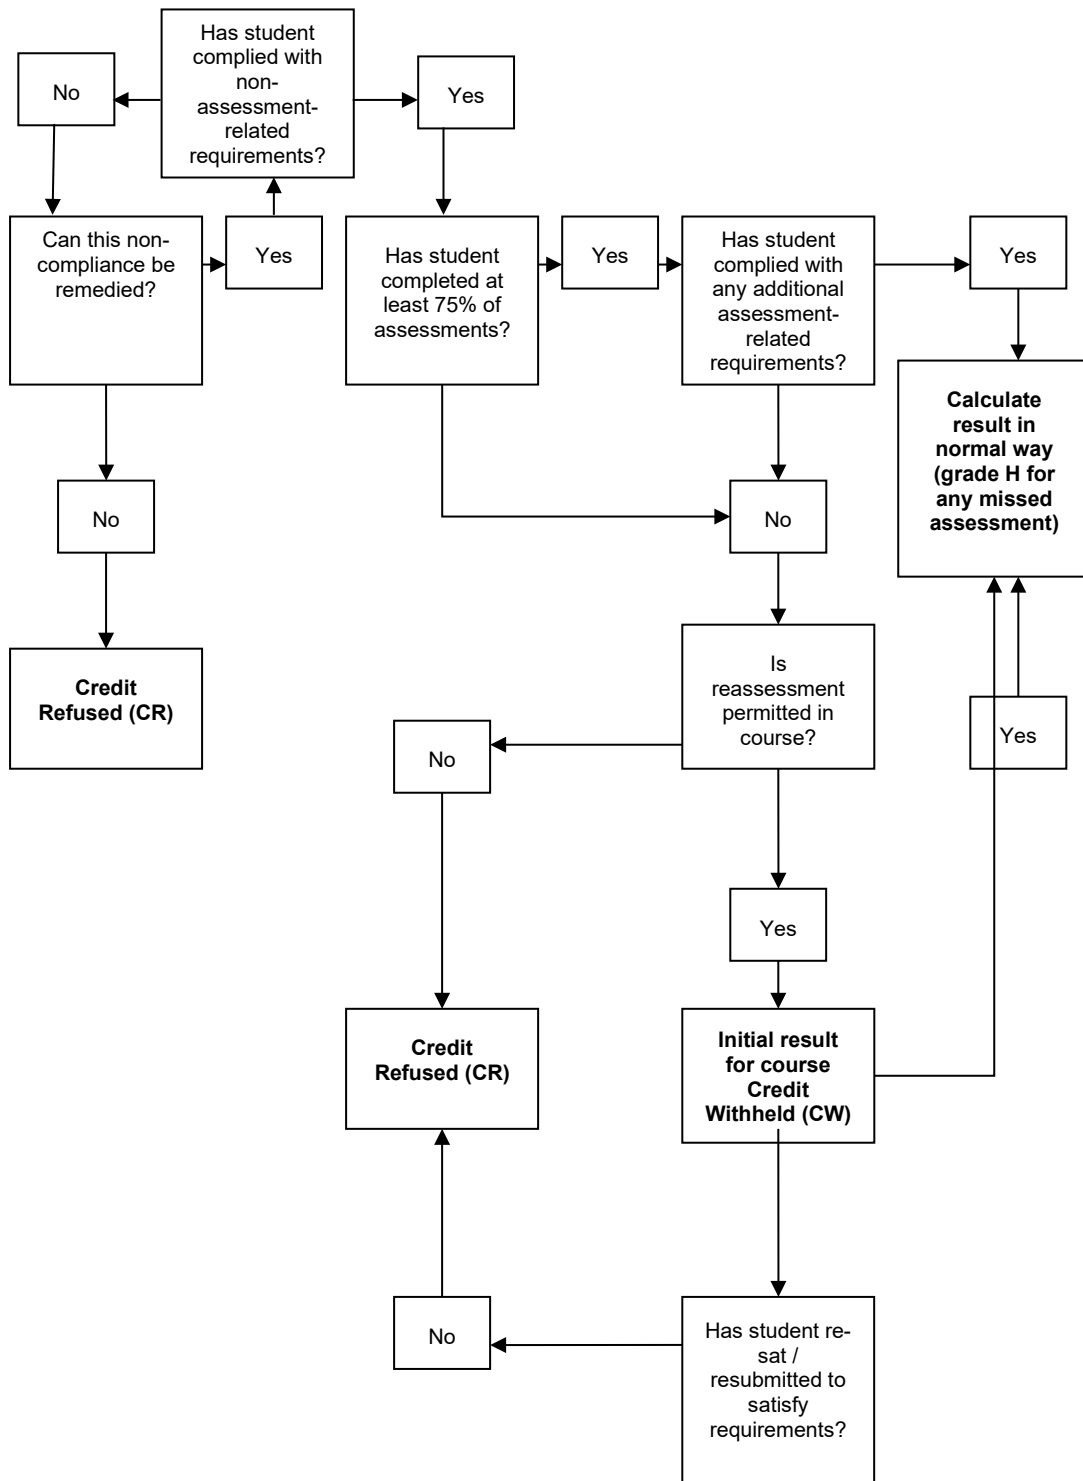 Has student
complied with
non-
assessment-
related
requirements?
No
Yes
Can this non-
compliance be
remedied?
Yes
Has student
completed at
least 75% of
assessments?
Yes
Has student
complied with
any additional
assessment-
related
requirements?
Yes
Calculate
result in
normal way
(grade H for
any missed
assessment)
No
No
Credit
Refused (CR)
Is
reassessment
permitted in
course?
No
Yes
Yes
Credit
Refused (CR)
Initial result
for course
Credit
Withheld (CW)
No
Has student re-
sat /
resubmitted to
satisfy
requirements?